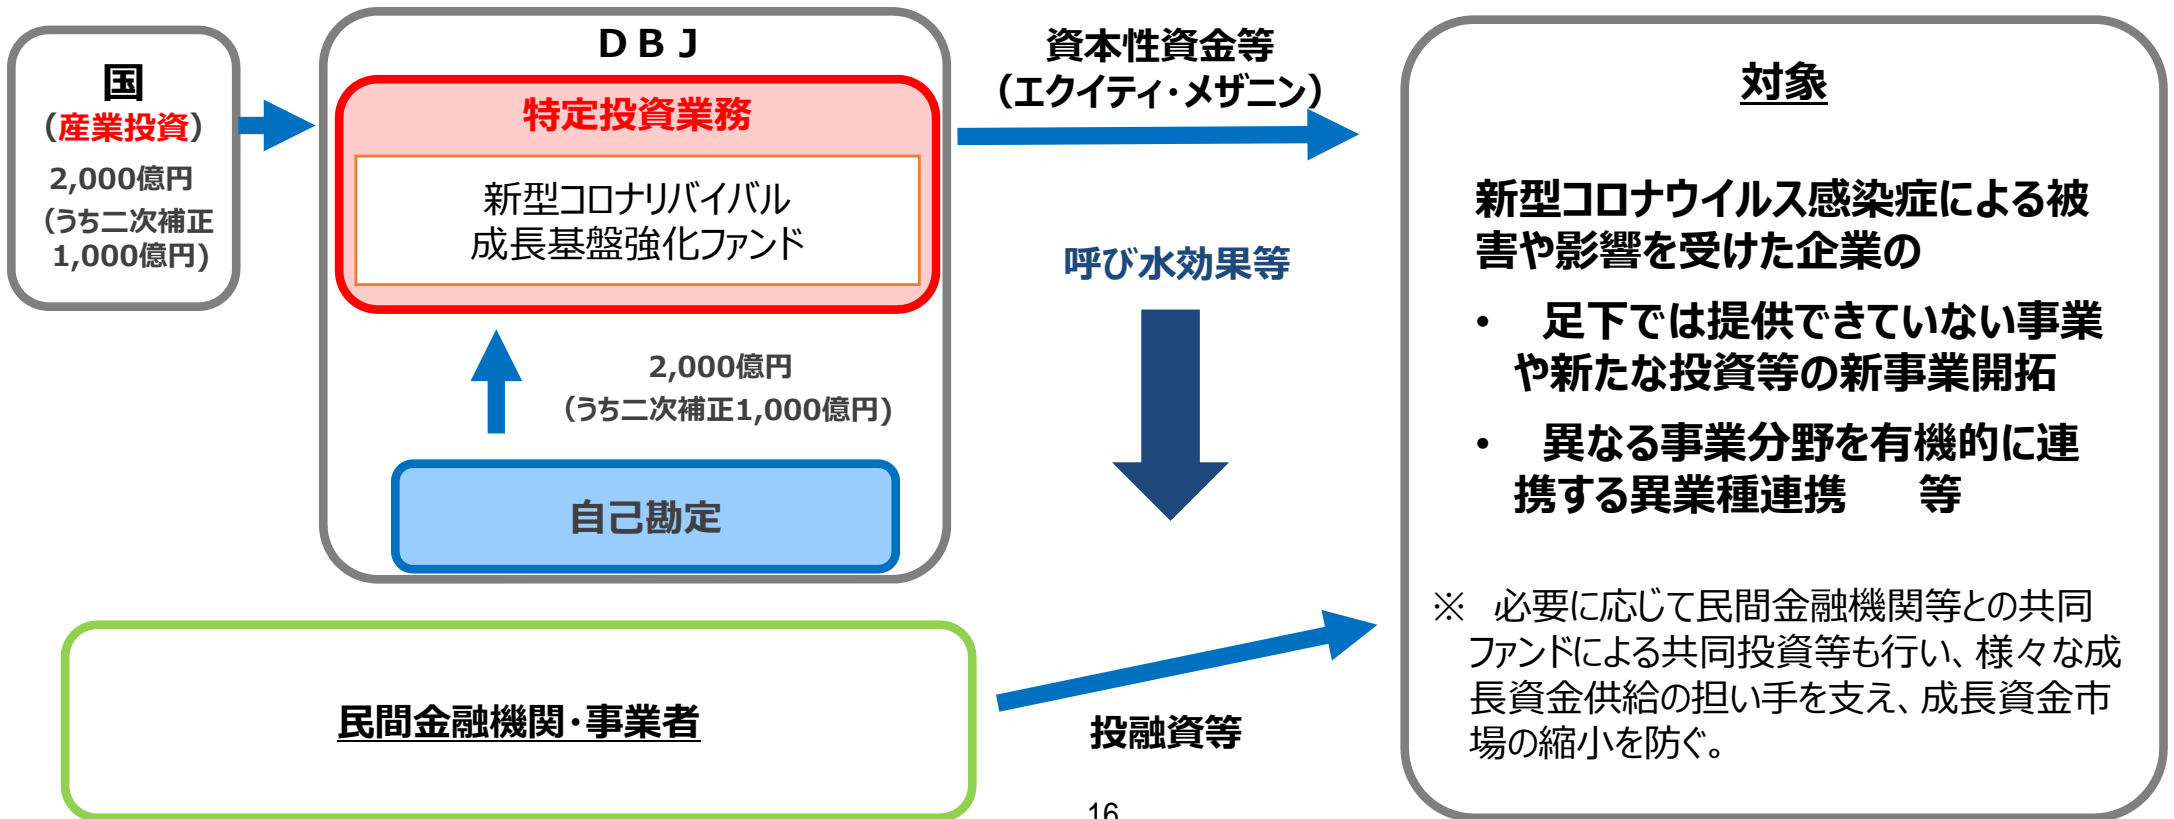 国
（産業投資）
2,000億円
（うち二次補正
1,000億円)
ＤＢＪ
特定投資業務
新型コロナリバイバル
成長基盤強化ファンド
2,000億円
（うち二次補正1,000億円)
自己勘定
民間金融機関・事業者
資本性資金等
（エクイティ・メザニン）
呼び水効果等
投融資等
対象
新型コロナウイルス感染症による被
害や影響を受けた企業の
・　足下では提供できていない事業
や新たな投資等の新事業開拓
・　異なる事業分野を有機的に連
携する異業種連携　　等
※　必要に応じて民間金融機関等との共同
ファンドによる共同投資等も行い、様々な成
長資金供給の担い手を支え、成長資金市
場の縮小を防ぐ。
16